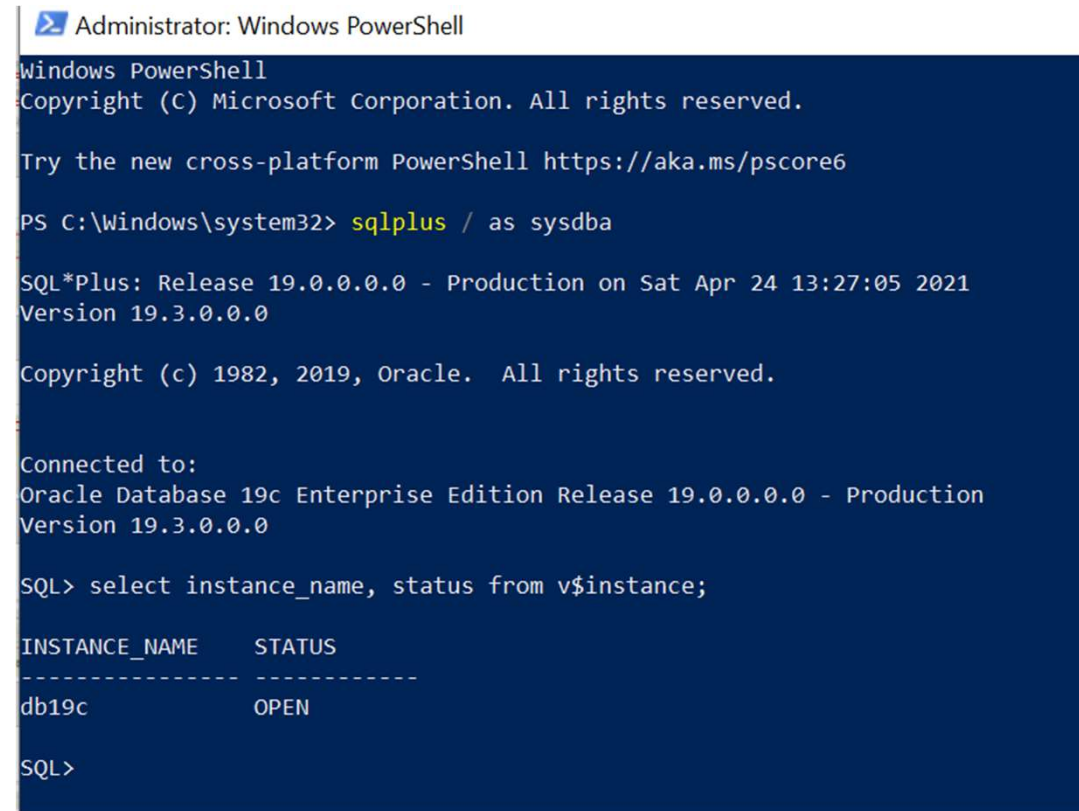 Administrator: Windows PowerShell
Windows PowerShell
Copyright (C) Microsoft Corporation. All rights reserved.
Try the new cross-platform PowerShell https://aka.ms/pscore6
PS C:\Windows\system32> sqlplus / as sysdba
SQL*Plus: Release 19.0.0.0.0 - Production on Sat Apr 24 13:27:05 2021
Version 19.3.0.0.0
Copyright (c) 1982, 2019, Oracle.  All rights reserved.
Connected to:
Oracle Database 19c Enterprise Edition Release 19.0.0.0.0 - Production
Version 19.3.0.0.0
SQL> select instance_name, status from v$instance;
INSTANCE_NAME    STATUS
---------------- ------------
db19c            OPEN
SQL>